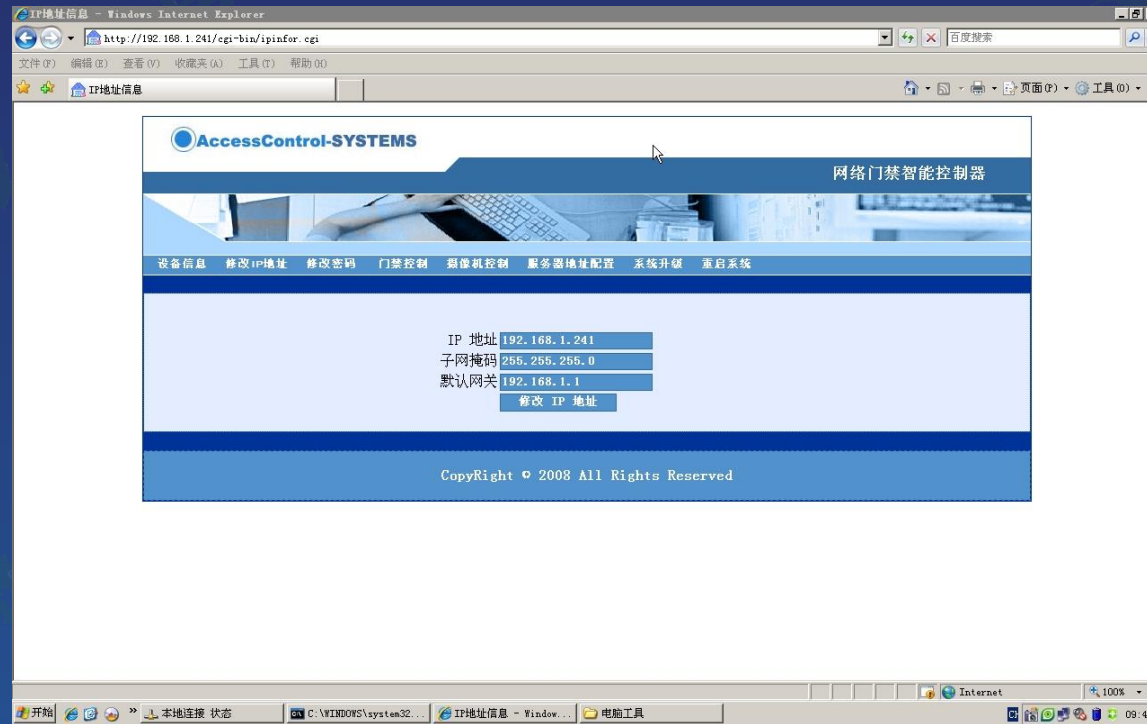 IP地址信息 - Windows Internet Explorer
http://192.168.1.241/cgi-bin/ipinfor.cgi
百度搜索
文件(F) 编辑(E) 查看(V) 收藏夹(A) 工具(T) 帮助(H)
IP地址信息
页面(P) 工具(O)
AccessControl-SYSTEMS
网络门禁智能控制器
设备信息 修改IP地址 修改密码 门禁控制 摄像机控制 服务器地址配置 系统升级 重启系统
IP 地址 192.168.1.241
子网掩码 255.255.255.0
默认网关 192.168.1.1
修改 IP 地址
CopyRight © 2008 All Rights Reserved
Internet 100%
开始 » 本地连接 状态 C:\WINDOWS\system32... IP地址信息 - Window... 电脑工具 CH